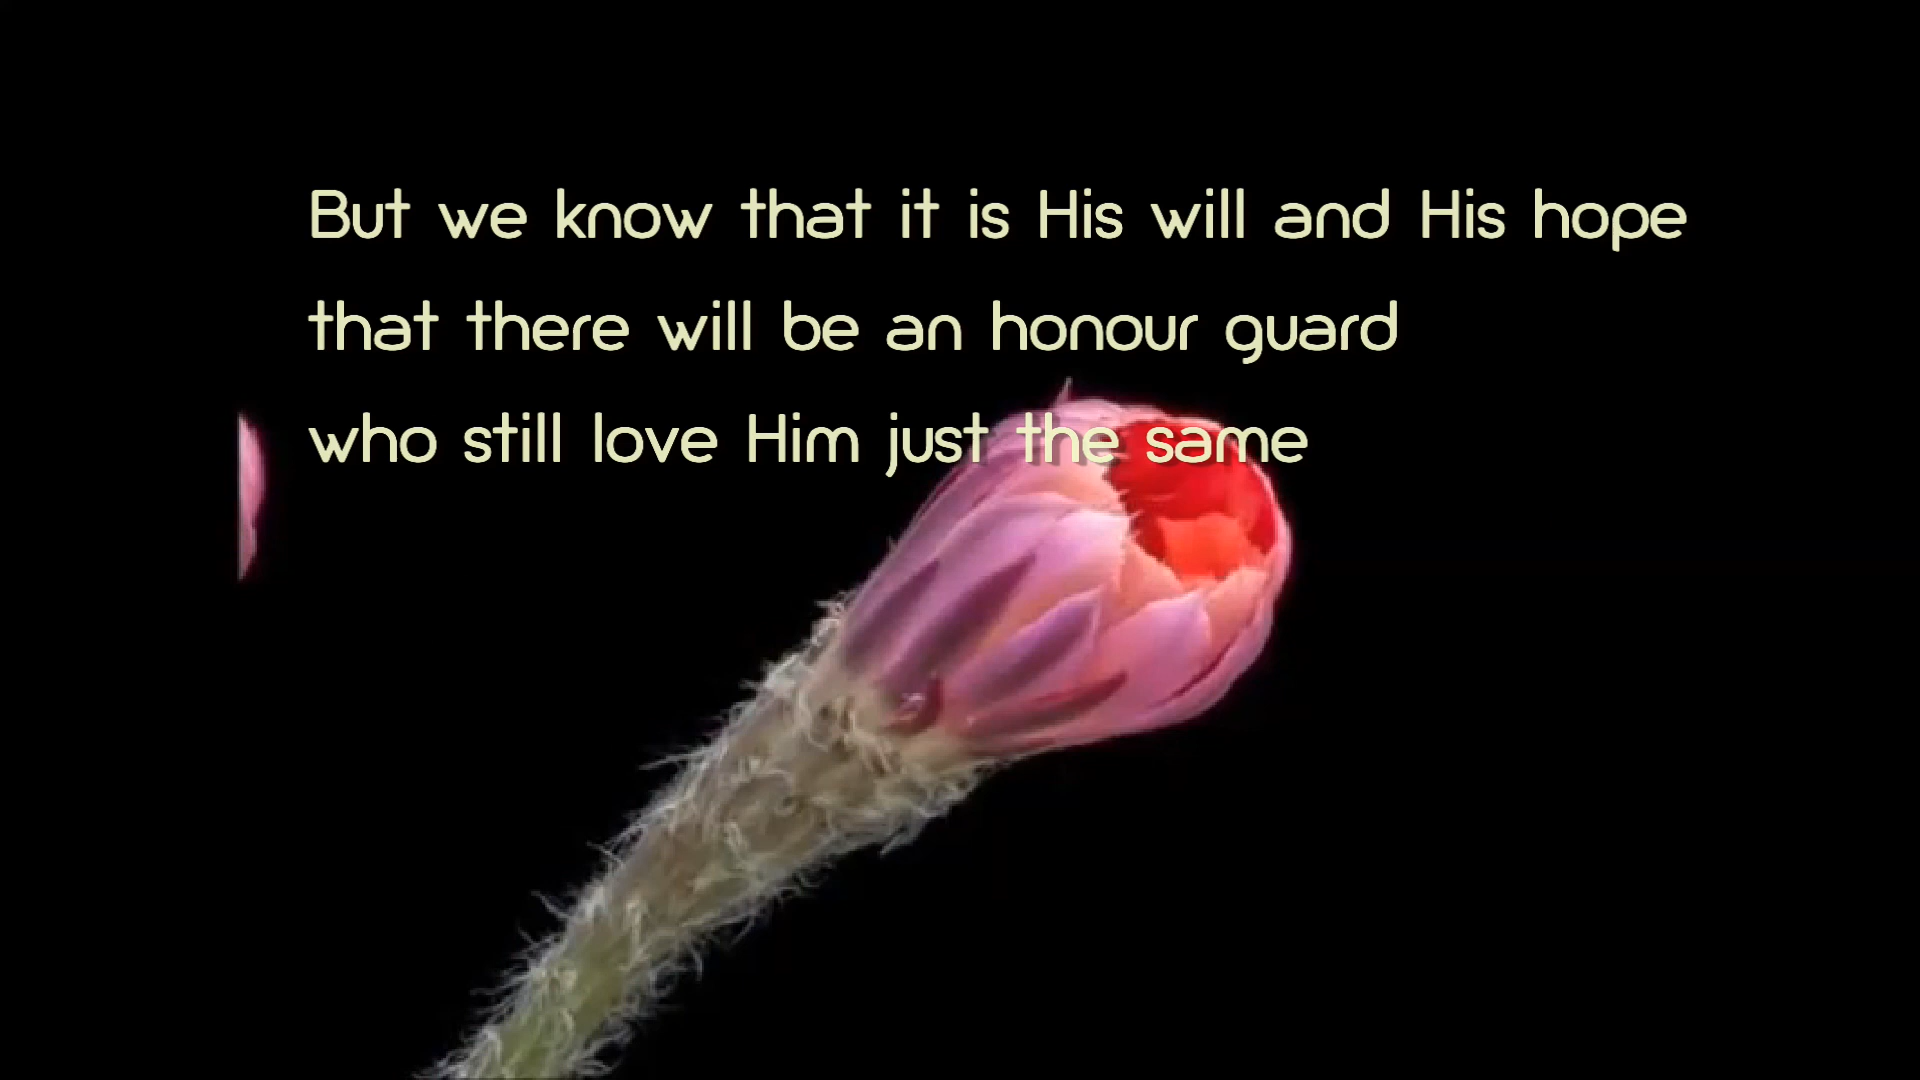 But we know that it is His will and His hope
that there will be an honour guard
who still love Him just the same